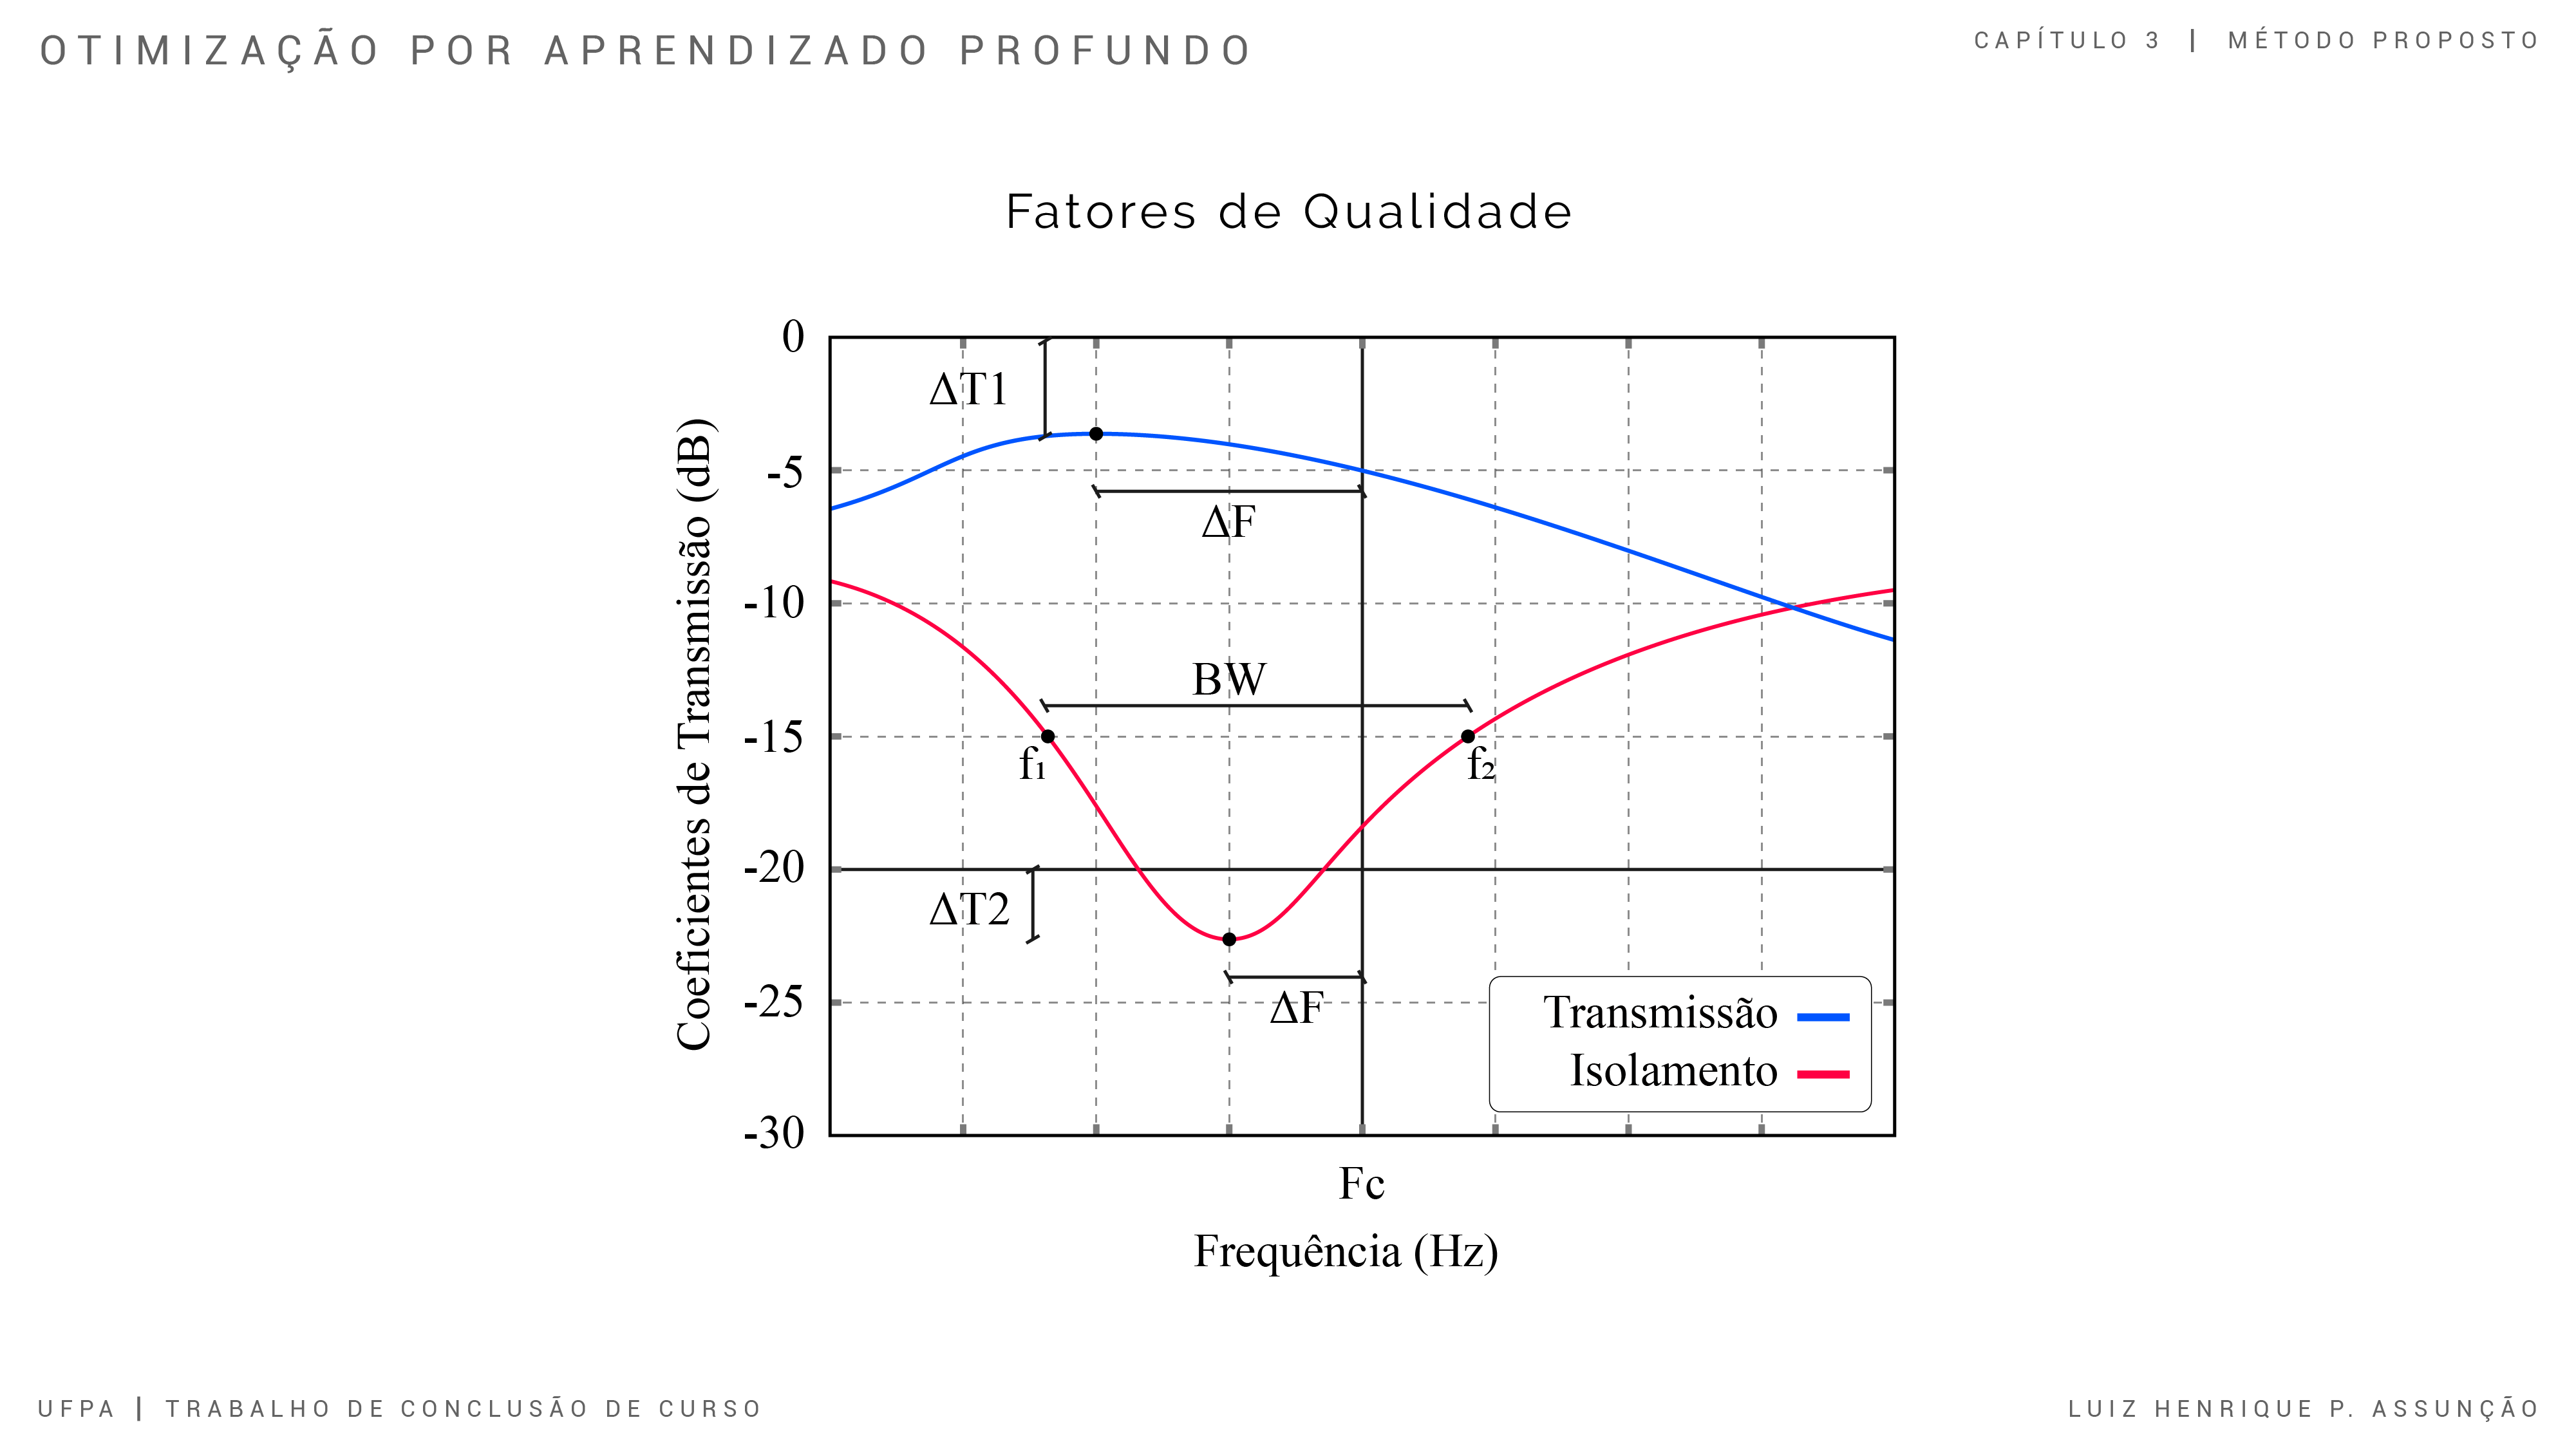 OTIMIZAÇÃO POR APRENDIZADO PROFUNDO
CAPÍTULO 3 | MÉTODO PROPOSTO
Fatores de Qualidade
Coeficientes de Transmissão (dB)
0
-5
-10
-15
-20
-25
-30
ΔT1
ΔF
BW
f₁
f₂
ΔT2
ΔF
Transmissão
Isolamento
Fc
Frequência (Hz)
UFPA | TRABALHO DE CONCLUSÃO DE CURSO
LUIZ HENRIQUE P. ASSUNÇÃO